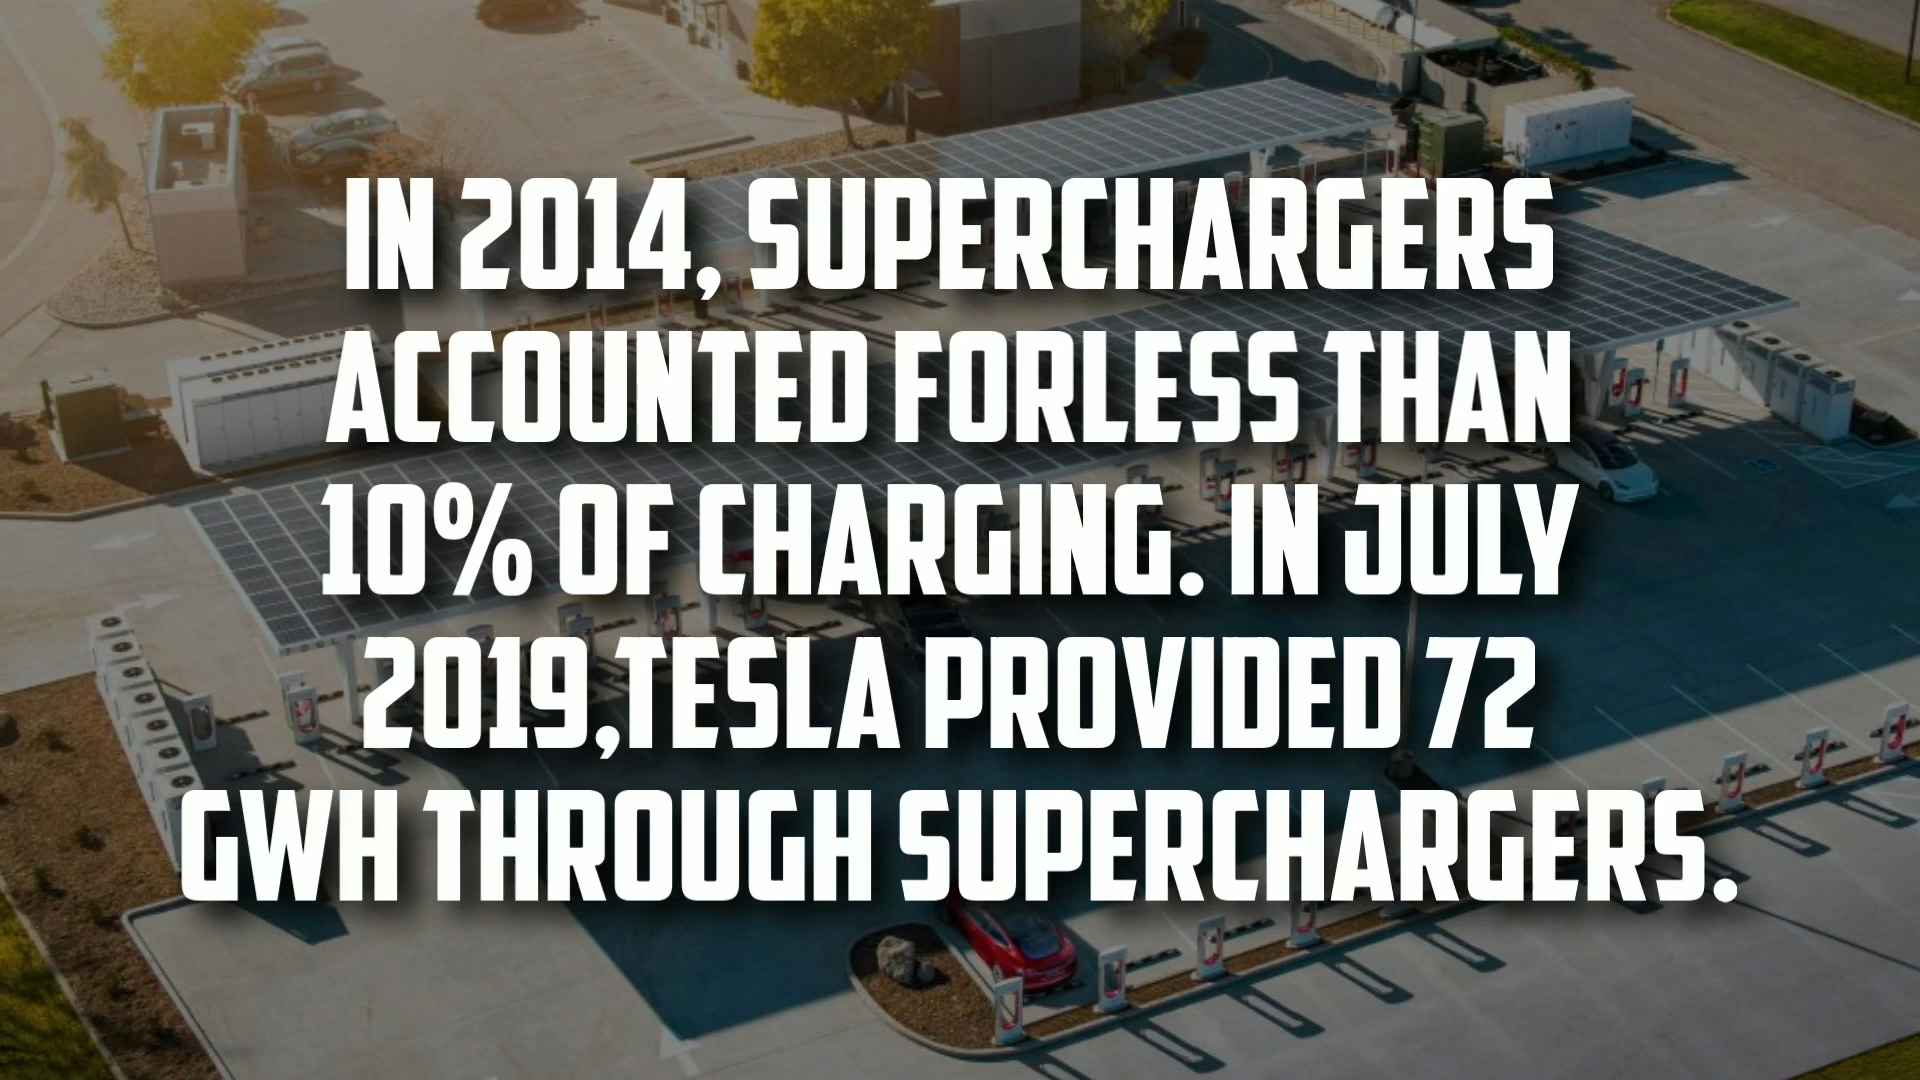 IN 2014, SUPERCHARGERS
ACCOUNTED FORLESS THAN
10% OF CHARGING. IN JULY
2019,TESLA PROVIDED 72
GWH THROUGH SUPERCHARGERS.